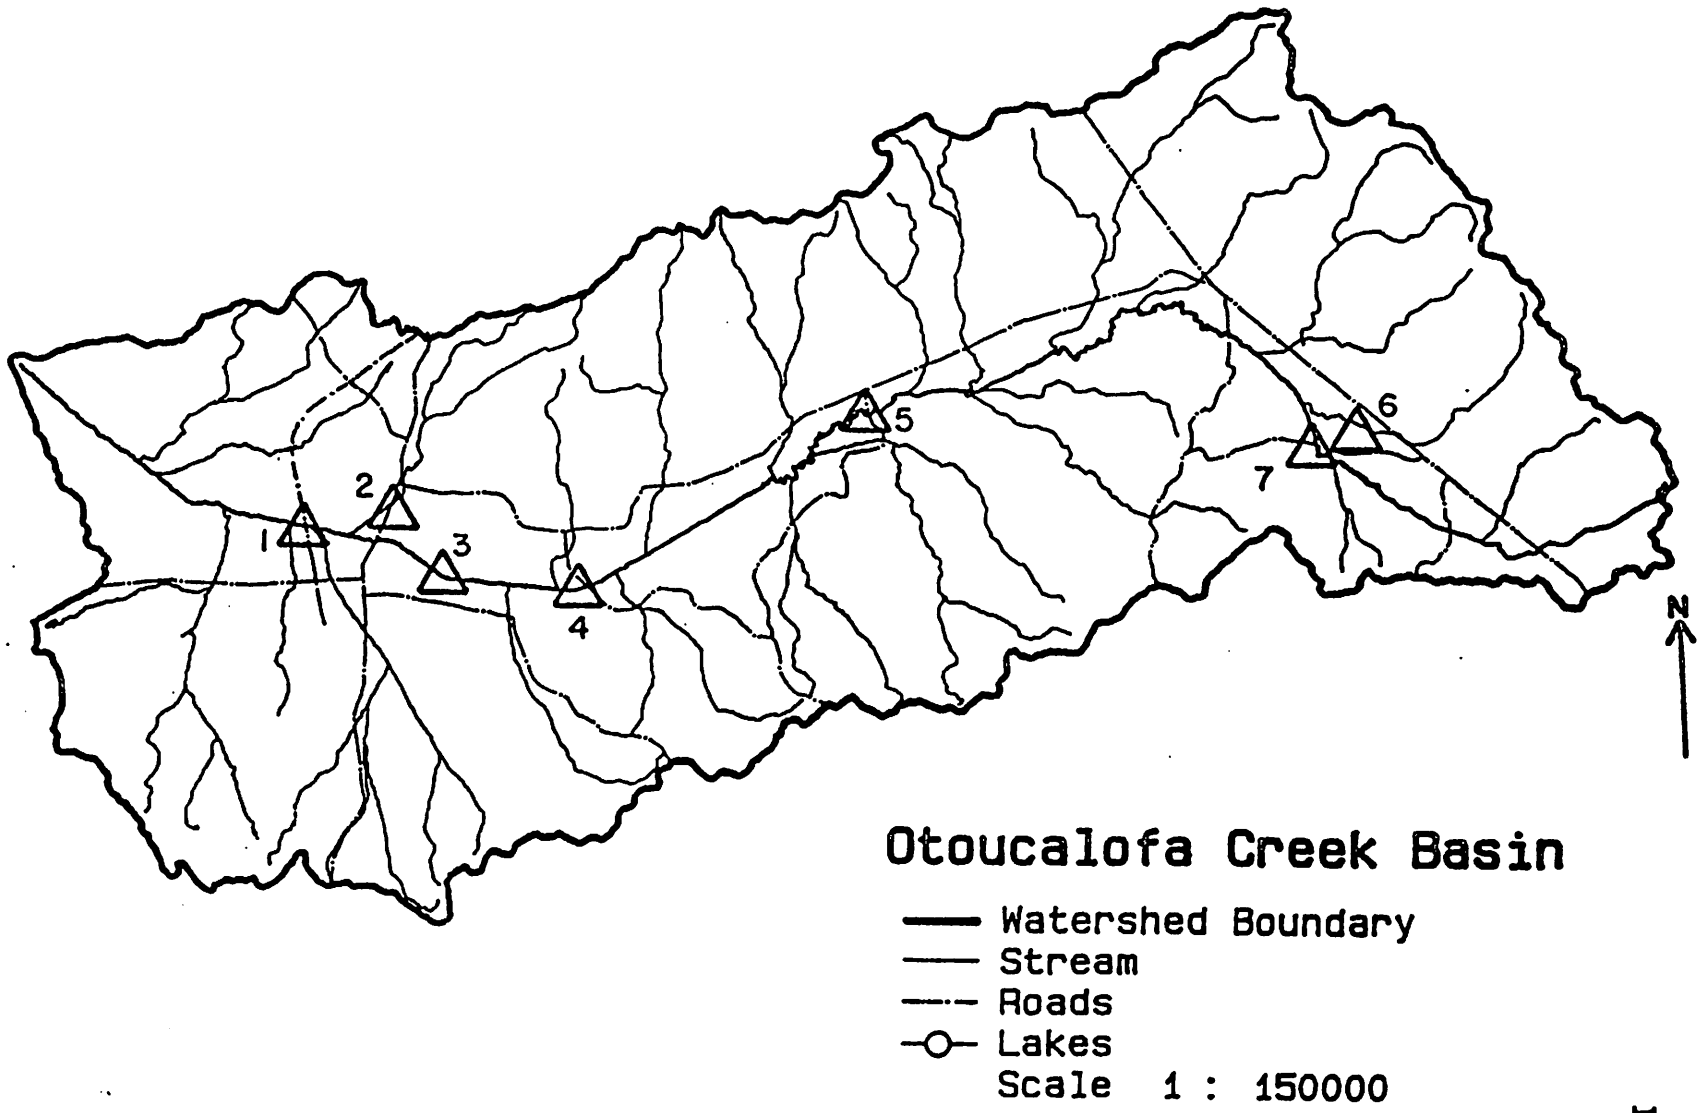 6
5
7
2
1
3
4
N
Otoucalofa Creek Basin
Watershed Boundary
Stream
Roads
Lakes
Scale 1 : 150000